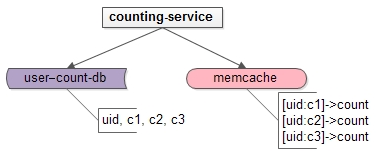 counting-service
user–count-db
memcache
uid, c1, c2, c3
[uid:c1]->count
[uid:c2]->count
[uid:c3]->count